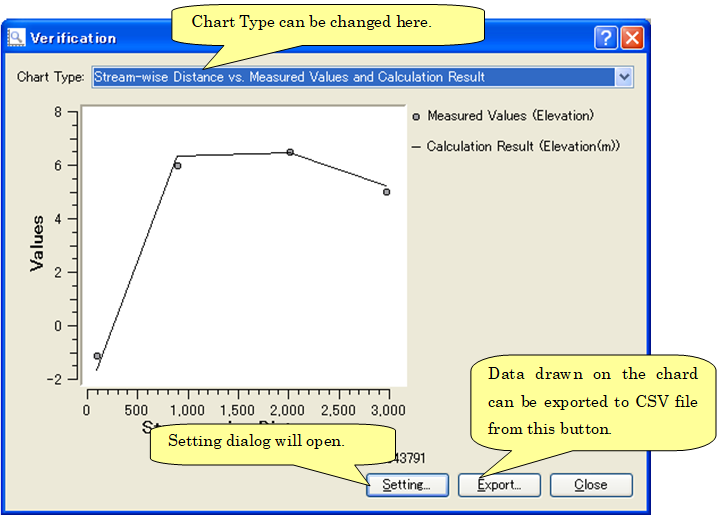 Chart Type can be changed here.
Verification
Chart Type: Stream-wise Distance vs. Measured Values and Calculation Result
8
6
4
2
0
-2
Values
Measured Values (Elevation)
Calculation Result (Elevation(m))
0 500 1,000 1,500 2,000 2,500 3,000
Data drawn on the chard
can be exported to CSV file
from this button.
Setting dialog will open.
43791
Setting... Export... Close